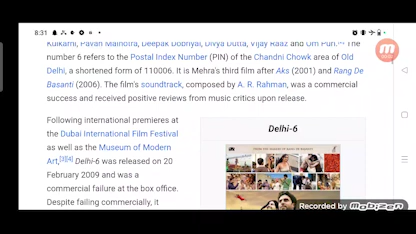 8:31
Kulkarni, Pavan Malhotra, Deepak Dobriyal, Divya Dutta, Vijay Raaz and Om Puri.
number 6 refers to the Postal Index Number (PIN) of the Chandni Chowk area of Old
Delhi, a shortened form of 110006. It is Mehra's third film after Aks (2001) and Rang De
Basanti (2006). The film's soundtrack, composed by A. R. Rahman, was a commercial
success and received positive reviews from music critics upon release.
Following international premieres at
the Dubai International Film Festival
as well as the Museum of Modern
Art,[3][4] Delhi-6 was released on 20
February 2009 and was a
commercial failure at the box office.
Despite failing commercially, it
Delhi-6
Recorded by Mobizen